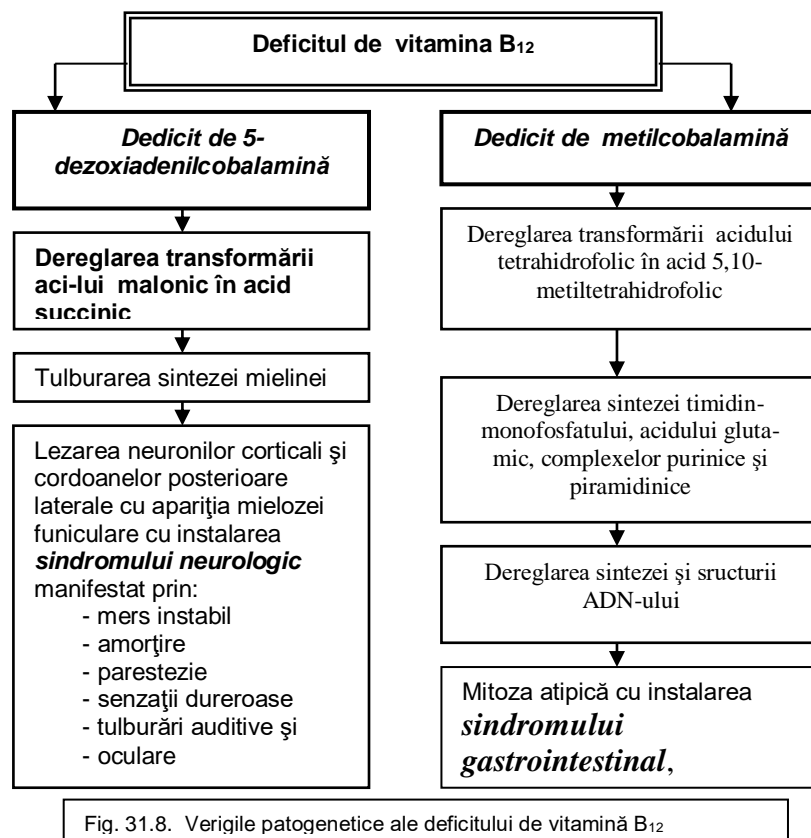 Deficitul de vitamina B₁₂
Dedicit de 5-
dezoxiadenilcobalamină
Dereglarea transformării
aci-lui malonic în acid
succinic
Tulburarea sintezei mielinei
Lezarea neuronilor corticali şi
cordoanelor posterioare
laterale cu apariţia mielozei
funiculare cu instalarea
sindromului neurologic
manifestat prin:
- mers instabil
- amorţire
- parestezie
- senzaţii dureroase
- tulburări auditive şi
- oculare
Dedicit de metilcobalamină
Dereglarea transformării acidului
tetrahidrofolic în acid 5,10-
metiltetrahidrofolic
Dereglarea sintezei timidin-
monofosfatului, acidului gluta-
mic, complexelor purinice şi
piramidinice
Dereglarea sintezei şi sructurii
ADN-ului
Mitoza atipică cu instalarea
sindromului
gastrointestinal,
Fig. 31.8. Verigile patogenetice ale deficitului de vitamină B₁₂